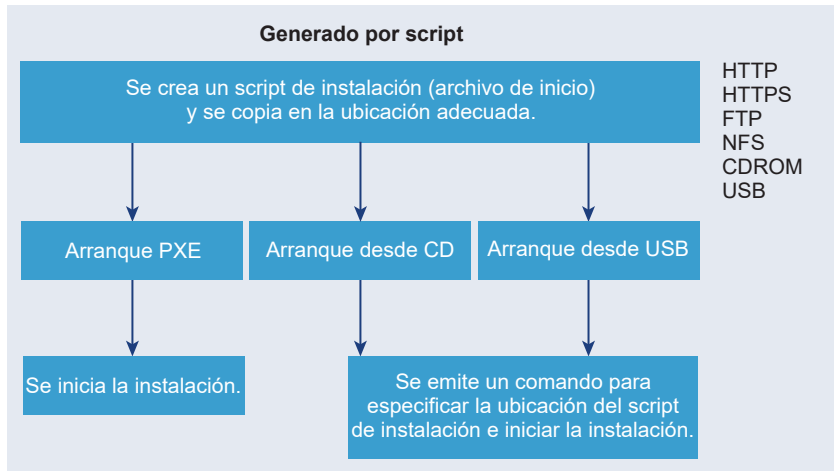 Generado por script
Se crea un script de instalación (archivo de inicio)
y se copia en la ubicación adecuada.
HTTP
HTTPS
FTP
NFS
CDROM
USB
Arranque PXE
Arranque desde CD
Arranque desde USB
Se inicia la instalación.
Se emite un comando para
especificar la ubicación del script
de instalación e iniciar la instalación.